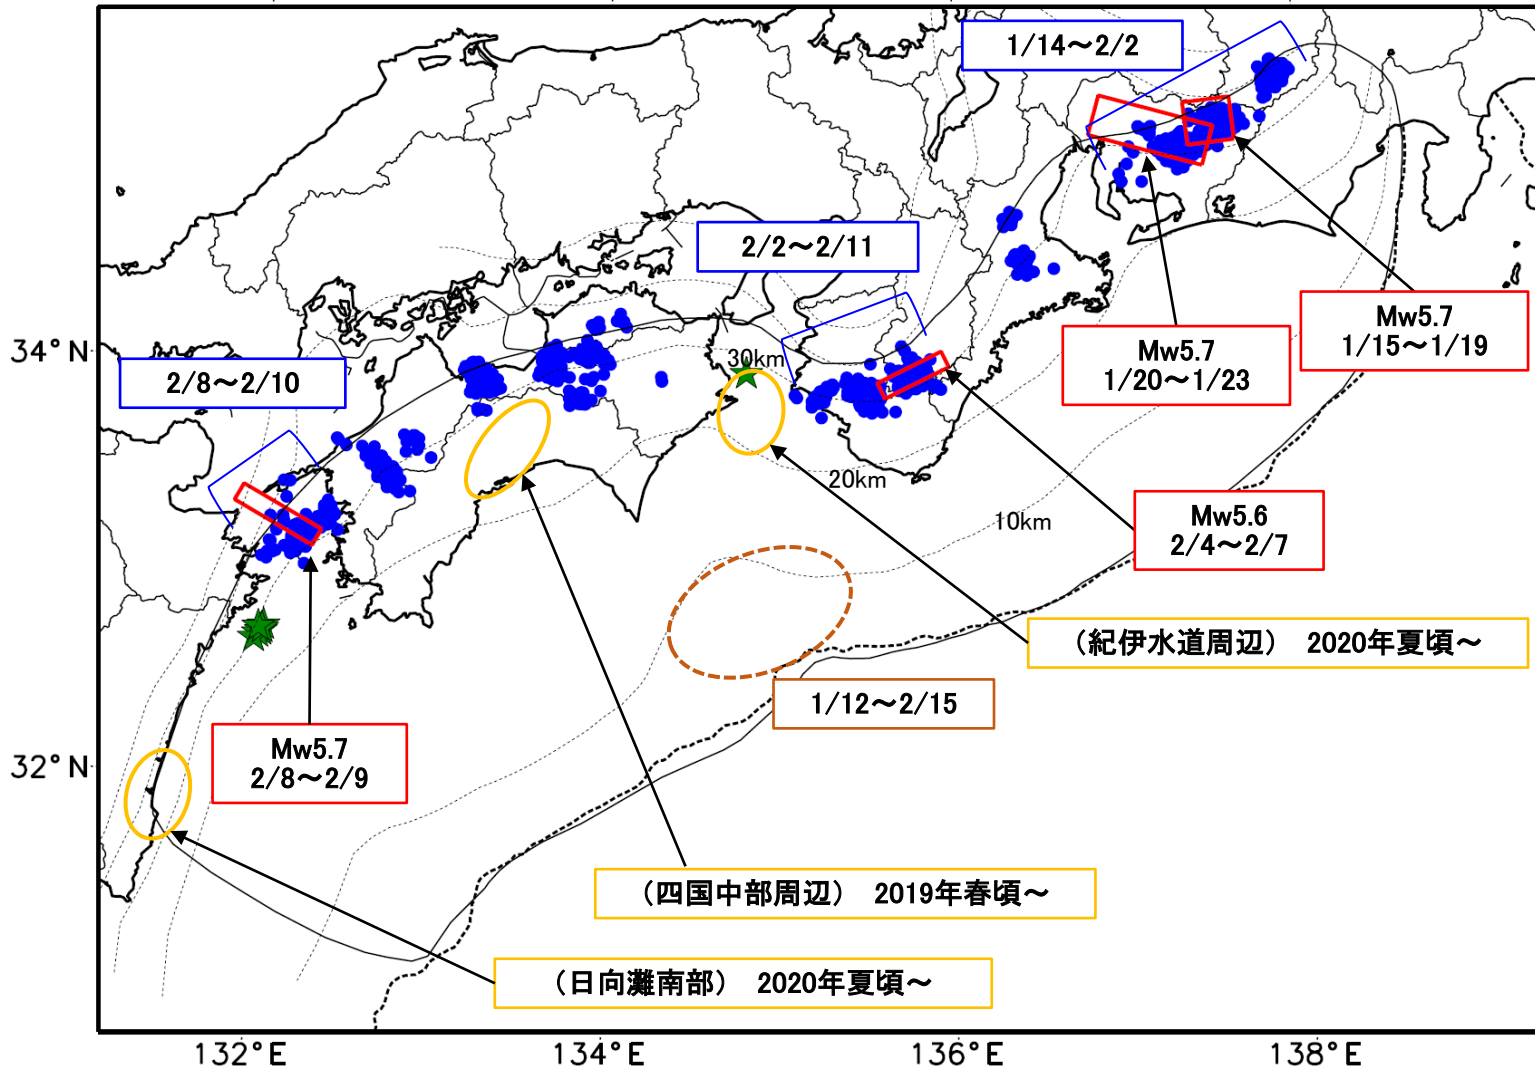 1/14～2/2
2/2～2/11
Mw5.7
1/15～1/19
Mw5.7
1/20～1/23
34°N
30km
2/8～2/10
20km
10km
Mw5.6
2/4～2/7
（紀伊水道周辺） 2020年夏頃～
1/12～2/15
Mw5.7
2/8～2/9
32°N
（四国中部周辺） 2019年春頃～
（日向灘南部） 2020年夏頃～
132°E
134°E
136°E
138°E